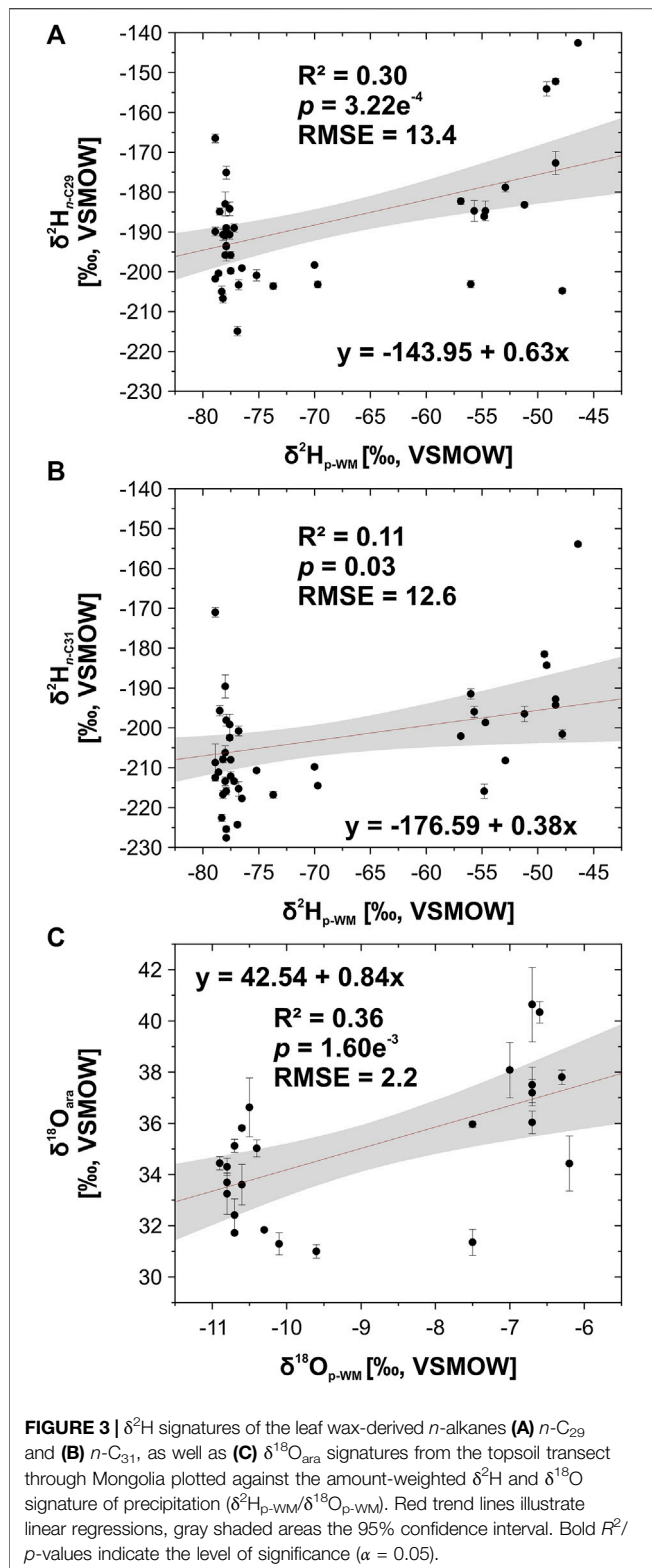 A
R² = 0.30
p = 3.22e⁻⁴
RMSE = 13.4
y = -143.95 + 0.63x
-140
-150
-160
-170
-180
-190
-200
-210
-220
-230
δ²Hn-C29
[‰, VSMOW]
-80 -75 -70 -65 -60 -55 -50 -45
δ²Hp-WM [‰, VSMOW]
B
R² = 0.11
p = 0.03
RMSE = 12.6
y = -176.59 + 0.38x
-140
-150
-160
-170
-180
-190
-200
-210
-220
-230
δ²Hn-C31
[‰, VSMOW]
-80 -75 -70 -65 -60 -55 -50 -45
δ²Hp-WM [‰, VSMOW]
C
y = 42.54 + 0.84x
R² = 0.36
p = 1.60e⁻³
RMSE = 2.2
42
40
38
36
34
32
30
δ¹⁸Oara
[‰, VSMOW]
-11 -10 -9 -8 -7 -6
δ¹⁸Op-WM [‰, VSMOW]
FIGURE 3 | δ²H signatures of the leaf wax-derived n-alkanes (A) n-C29
and (B) n-C31, as well as (C) δ¹⁸Oara signatures from the topsoil transect
through Mongolia plotted against the amount-weighted δ²H and δ¹⁸O
signature of precipitation (δ²Hp-WM/δ¹⁸Op-WM). Red trend lines illustrate
linear regressions, gray shaded areas the 95% confidence interval. Bold R²/
p-values indicate the level of significance (α = 0.05).